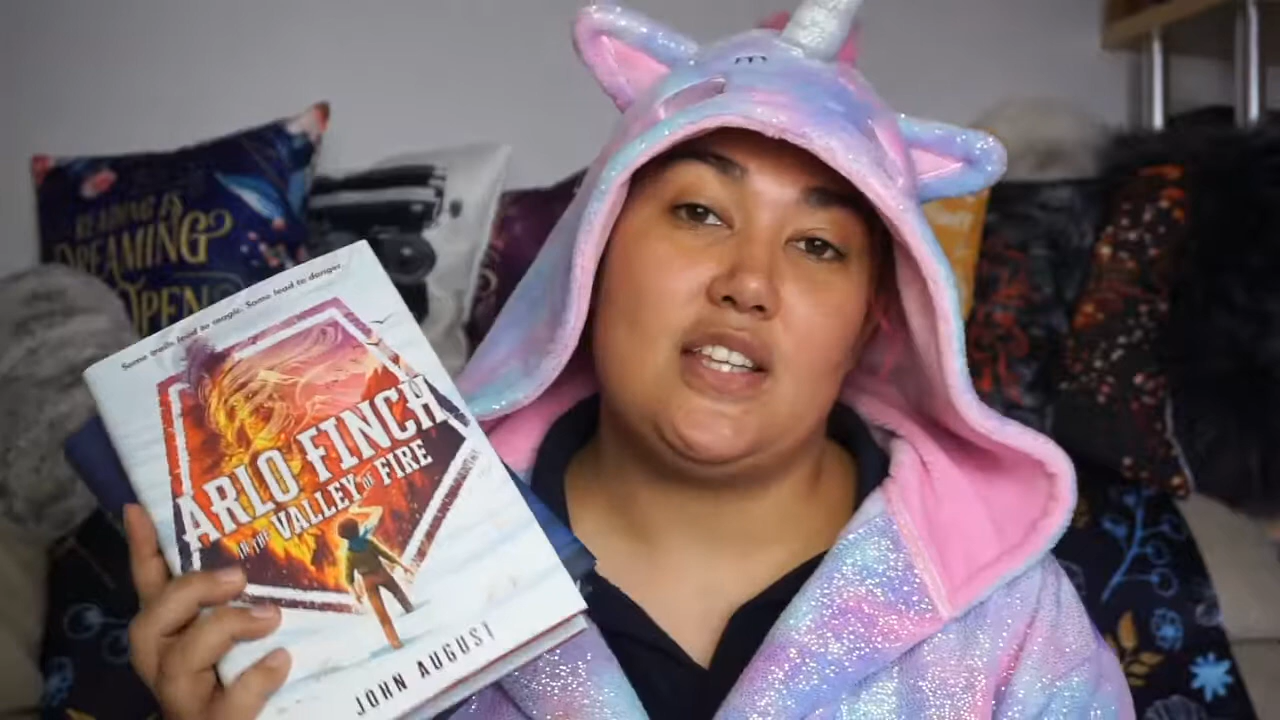 READING IS
DREAMING
OPEN
Some trails lead to magic. Some lead to danger.
ARLO FINCH
IN THE VALLEY OF FIRE
JOHN AUGUST